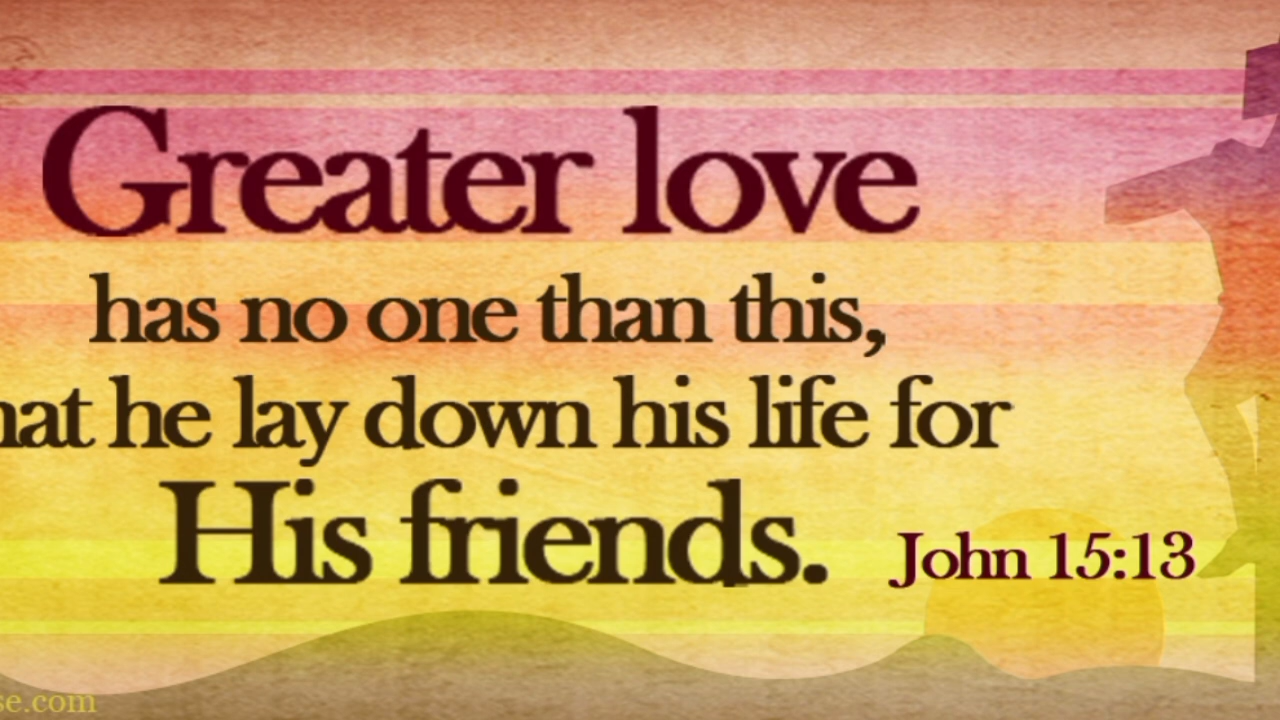 Greater love
has no one than this,
hat he lay down his life for
His friends.
John 15:13
se.com